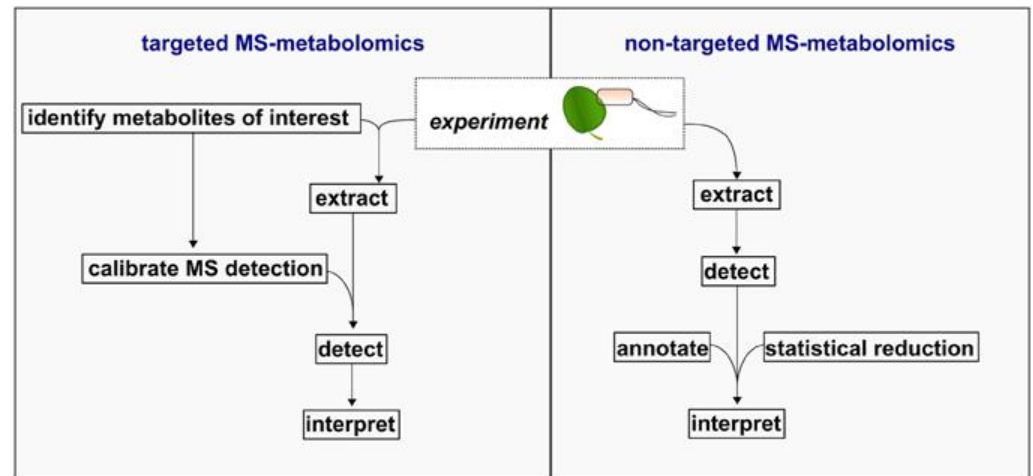 targeted MS-metabolomics
non-targeted MS-metabolomics
identify metabolites of interest
experiment
extract
calibrate MS detection
detect
interpret
extract
detect
annotate
statistical reduction
interpret